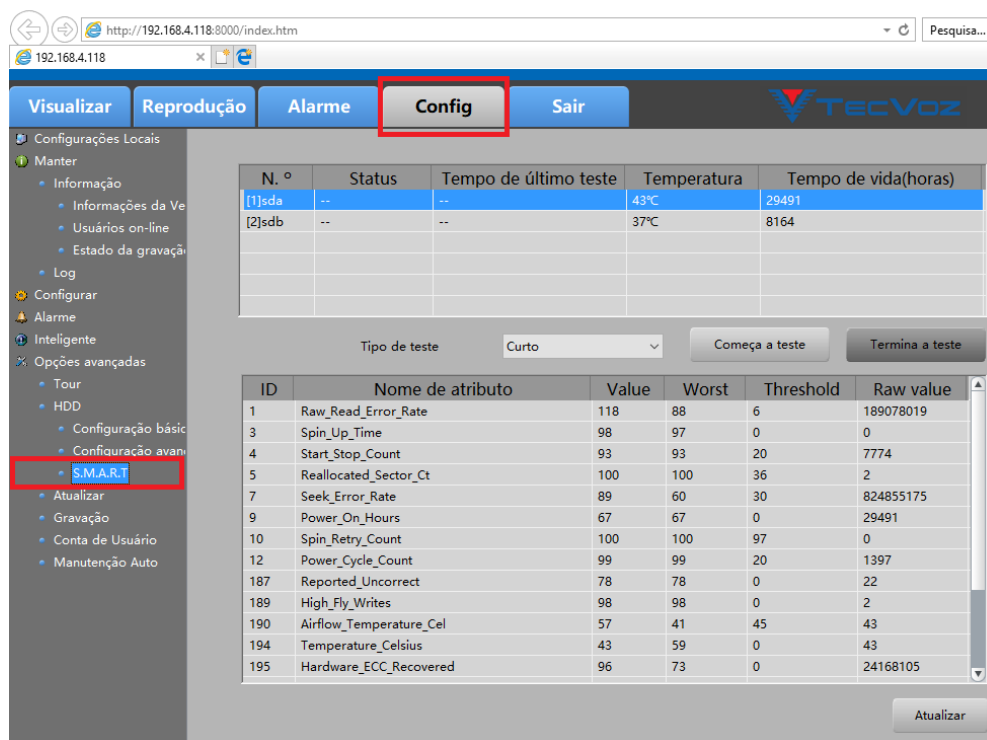 http://192.168.4.118:8000/index.htm Pesquisa...
192.168.4.118
Visualizar Reprodução Alarme Config Sair TECVOZ
Configurações Locais
Manter
Informação
Informações da Ve
Usuários on-line
Estado da gravaçã
Log
Configurar
Alarme
Inteligente
Opções avançadas
Tour
HDD
Configuração básic
Configuração avan
S.M.A.R.T
Atualizar
Gravação
Conta de Usuário
Manutenção Auto
N. º Status Tempo de último teste Temperatura Tempo de vida(horas)
[1]sda -- -- 43℃ 29491
[2]sdb -- -- 37℃ 8164
Tipo de teste Curto Começa a teste Termina a teste
ID Nome de atributo Value Worst Threshold Raw value
1 Raw_Read_Error_Rate 118 88 6 189078019
3 Spin_Up_Time 98 97 0 0
4 Start_Stop_Count 93 93 20 7774
5 Reallocated_Sector_Ct 100 100 36 2
7 Seek_Error_Rate 89 60 30 824855175
9 Power_On_Hours 67 67 0 29491
10 Spin_Retry_Count 100 100 97 0
12 Power_Cycle_Count 99 99 20 1397
187 Reported_Uncorrect 78 78 0 22
189 High_Fly_Writes 98 98 0 2
190 Airflow_Temperature_Cel 57 41 45 43
194 Temperature_Celsius 43 59 0 43
195 Hardware_ECC_Recovered 96 73 0 24168105
Atualizar